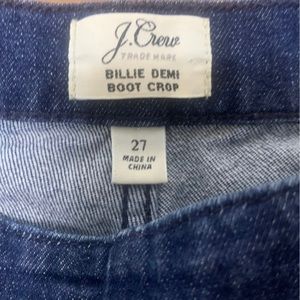 J.Crew
TRADE MARK
BILLIE DEMI
BOOT CROP
27
MADE IN
CHINA